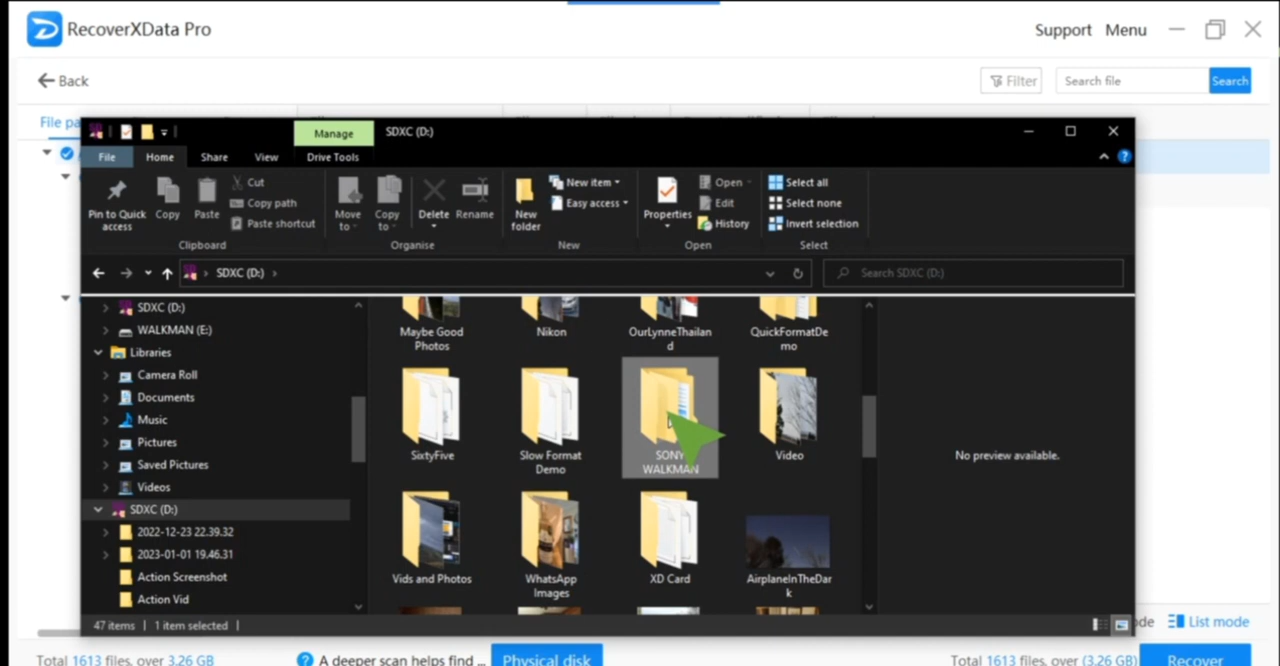 RecoverXData Pro
Support Menu
Back
Filter
Search file
Search
File pa
Manage
SDXC (D:)
File
Home
Share
View
Drive Tools
Pin to Quick
access
Copy
Paste
Cut
Copy path
Paste shortcut
Clipboard
Move
to
Copy
to
Delete
Rename
Organise
New
folder
New item
Easy access
New
Properties
Open
Edit
History
Open
Select all
Select none
Invert selection
Select
SDXC (D:)
Search SDXC (D:)
SDXC (D:)
WALKMAN (E:)
Libraries
Camera Roll
Documents
Music
Pictures
Saved Pictures
Videos
SDXC (D:)
2022-12-23 22.39.32
2023-01-01 19.46.31
Action Screenshot
Action Vid
Maybe Good
Photos
Nikon
OurLynneThailan
d
QuickFormatDe
mo
SixtyFive
Slow Format
Demo
SONY
WALKMAN
Video
Vids and Photos
WhatsApp
Images
XD Card
AirplaneInTheDar
k
No preview available.
47 items
1 item selected
de
List mode
Total 1613 files, over 3.26 GB
? A deeper scan helps find ...
Physical disk
Total 1613 files, over (3.26 GB)
Recover